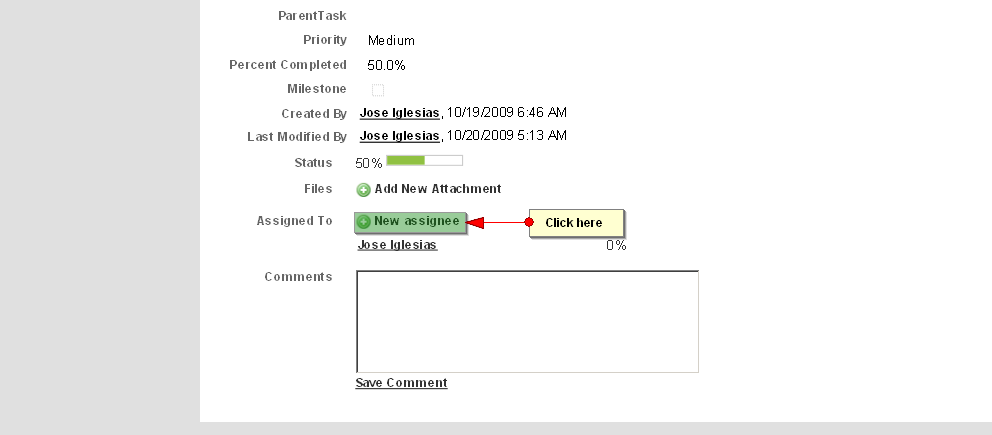 ParentTask
Priority Medium
Percent Completed 50.0%
Milestone
Created By Jose Iglesias, 10/19/2009 6:46 AM
Last Modified By Jose Iglesias, 10/20/2009 5:13 AM
Status 50%
Files Add New Attachment
Assigned To New assignee Click here
Jose Iglesias 0%
Comments
Save Comment